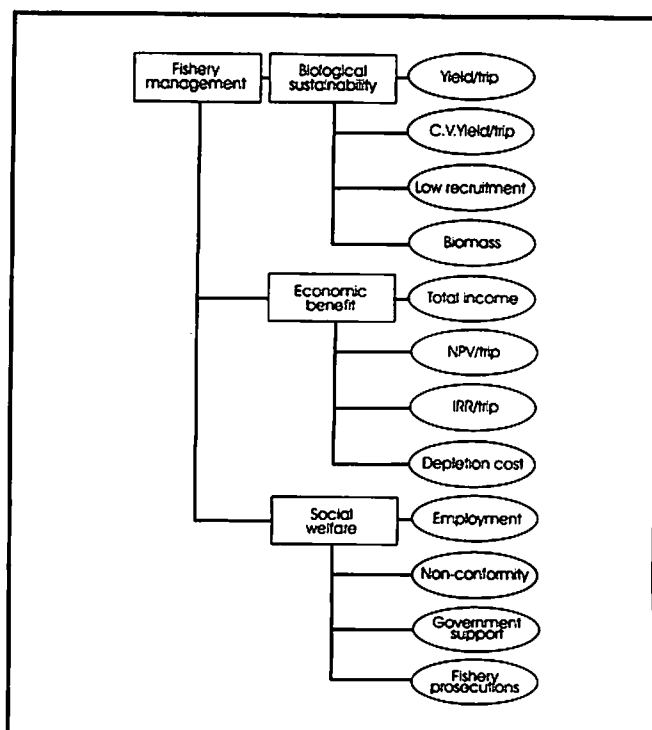 Fishery
management
Biological
sustainability
Yield/trip
C.V.Yield/trip
Low recruitment
Biomass
Economic
benefit
Total income
NPV/trip
IRR/trip
Depletion cost
Social
welfare
Employment
Non-conformity
Government
support
Fishery
prosecutions